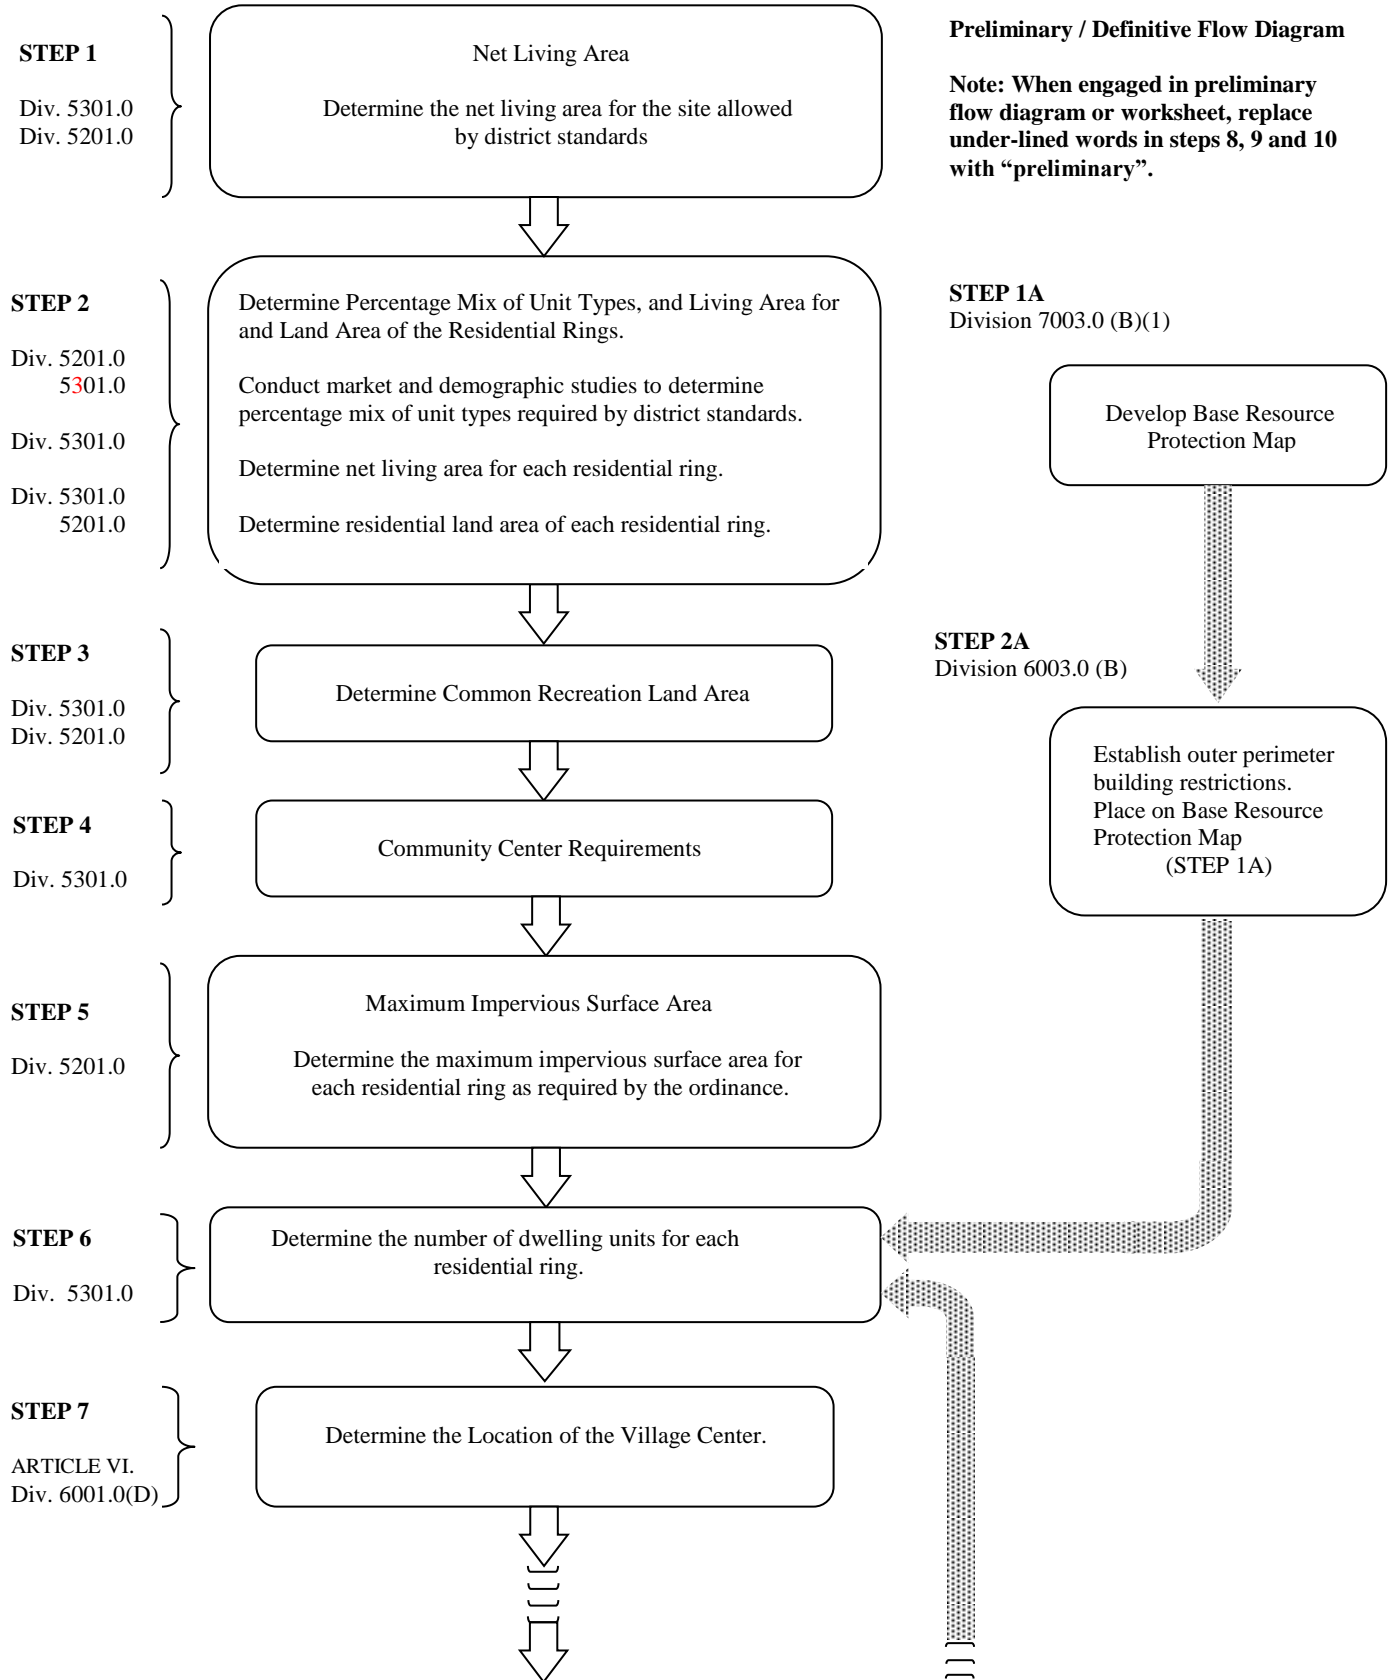 Preliminary / Definitive Flow Diagram
Note: When engaged in preliminary
flow diagram or worksheet, replace
under-lined words in steps 8, 9 and 10
with “preliminary”.
STEP 1
Div. 5301.0
Div. 5201.0
Net Living Area
Determine the net living area for the site allowed
by district standards
STEP 2
Div. 5201.0
5301.0
Div. 5301.0
Div. 5301.0
5201.0
Determine Percentage Mix of Unit Types, and Living Area for
and Land Area of the Residential Rings.
Conduct market and demographic studies to determine
percentage mix of unit types required by district standards.
Determine net living area for each residential ring.
Determine residential land area of each residential ring.
STEP 1A
Division 7003.0 (B)(1)
Develop Base Resource
Protection Map
STEP 3
Div. 5301.0
Div. 5201.0
Determine Common Recreation Land Area
STEP 2A
Division 6003.0 (B)
Establish outer perimeter
building restrictions.
Place on Base Resource
Protection Map
(STEP 1A)
STEP 4
Div. 5301.0
Community Center Requirements
STEP 5
Div. 5201.0
Maximum Impervious Surface Area
Determine the maximum impervious surface area for
each residential ring as required by the ordinance.
STEP 6
Div. 5301.0
Determine the number of dwelling units for each
residential ring.
STEP 7
ARTICLE VI.
Div. 6001.0(D)
Determine the Location of the Village Center.